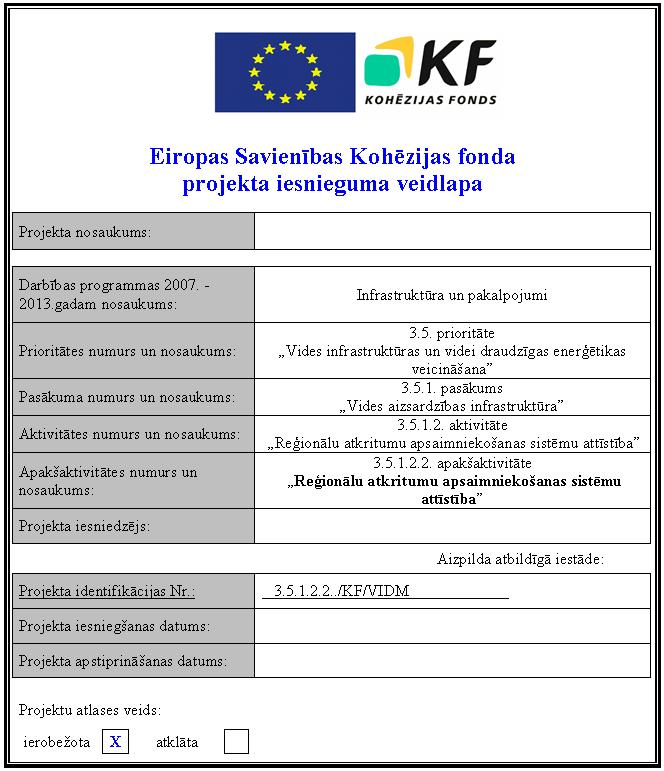 KF
KOHĒZIJAS FONDS
Eiropas Savienības Kohēzijas fonda
projekta iesnieguma veidlapa
Projekta nosaukums:
Darbības programmas 2007. -
2013.gadam nosaukums:
Infrastruktūra un pakalpojumi
Prioritātes numurs un nosaukums:
3.5. prioritāte
„Vides infrastruktūras un videi draudzīgas enerģētikas
veicināšana”
Pasākuma numurs un nosaukums:
3.5.1. pasākums
„Vides aizsardzības infrastruktūra”
Aktivitātes numurs un nosaukums:
3.5.1.2. aktivitāte
„Reģionālu atkritumu apsaimniekošanas sistēmu attīstība”
Apakšaktivitātes numurs un
nosaukums:
3.5.1.2.2. apakšaktivitāte
„Reģionālu atkritumu apsaimniekošanas sistēmu
attīstība”
Projekta iesniedzējs:
Aizpilda atbildīgā iestāde:
Projekta identifikācijas Nr.:
3.5.1.2.2../KF/VIDM
Projekta iesniegšanas datums:
Projekta apstiprināšanas datums:
Projektu atlases veids:
ierobežota X atklāta